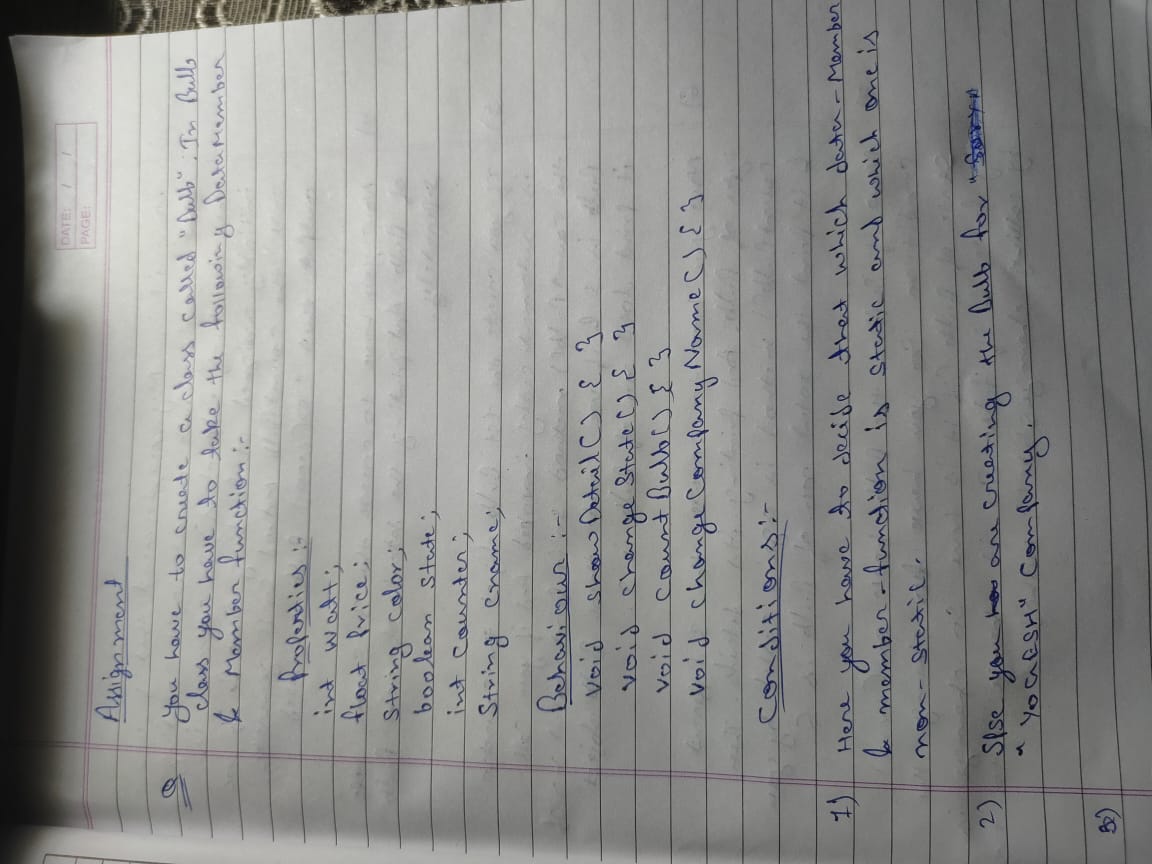 DATE: / /
PAGE:
Assignment
Q You have to create a class called "Bulb". In Bulb
class you have to take the following Data Member
& Member function:-
Properties:-
int watt;
float price;
String color;
boolean state;
int counter;
String cname;
Behaviour :-
void showDetail() { }
void changeState() { }
void countBulb() { }
void changeCompanyName() { }
Conditions:-
1) Here you have to decide that which data-Member
& member-function is static and which one is
non-static.
2) S/se you are creating the Bulb for "
"YOGESH" Company.
3)